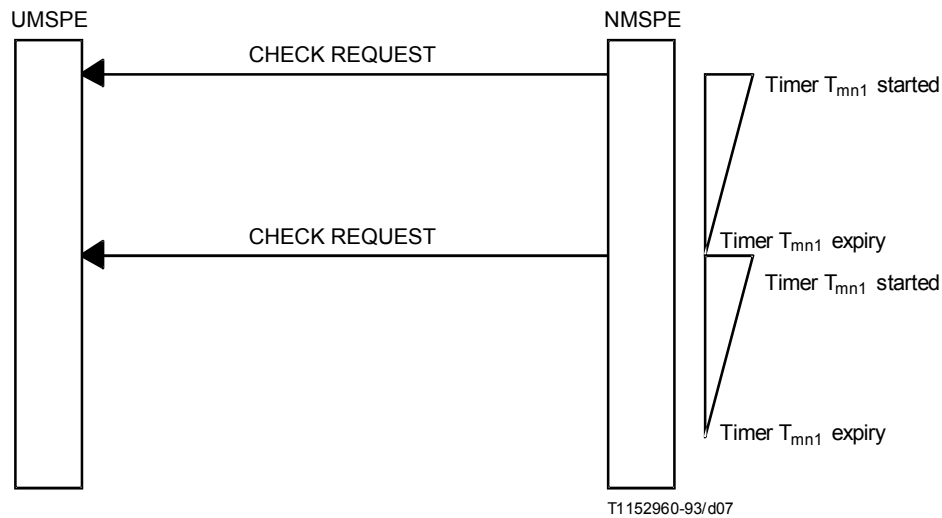 UMSPE NMSPE
CHECK REQUEST
Timer Tmn1 started
CHECK REQUEST
Timer Tmn1 expiry
Timer Tmn1 started
Timer Tmn1 expiry
T1152960-93/d07